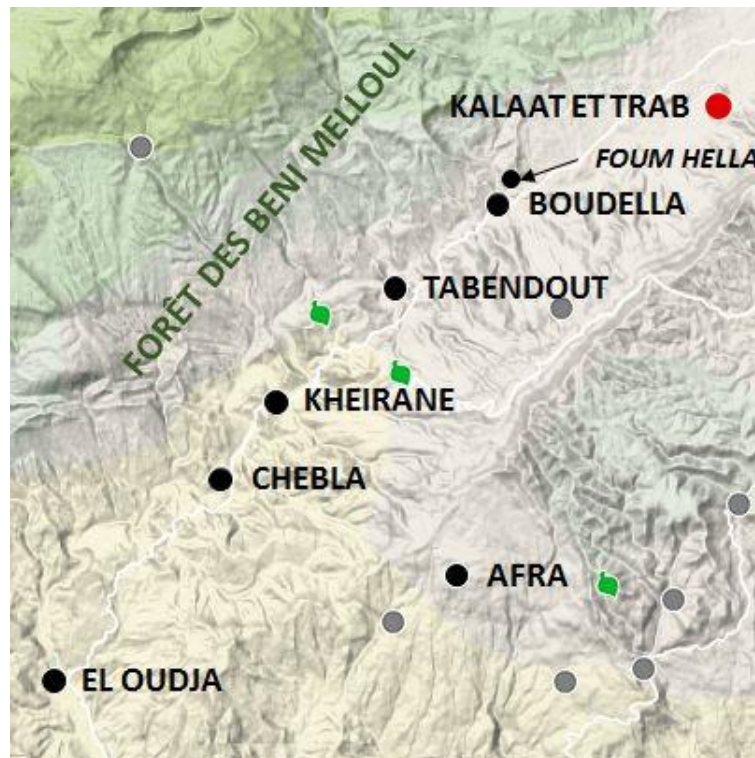 FORÊT DES BENI MELLOUL
KALAAT ET TRAB
FOUM HELLA
BOUDELLA
TABENDOUT
KHEIRANE
CHEBLA
AFRA
EL OUDJA